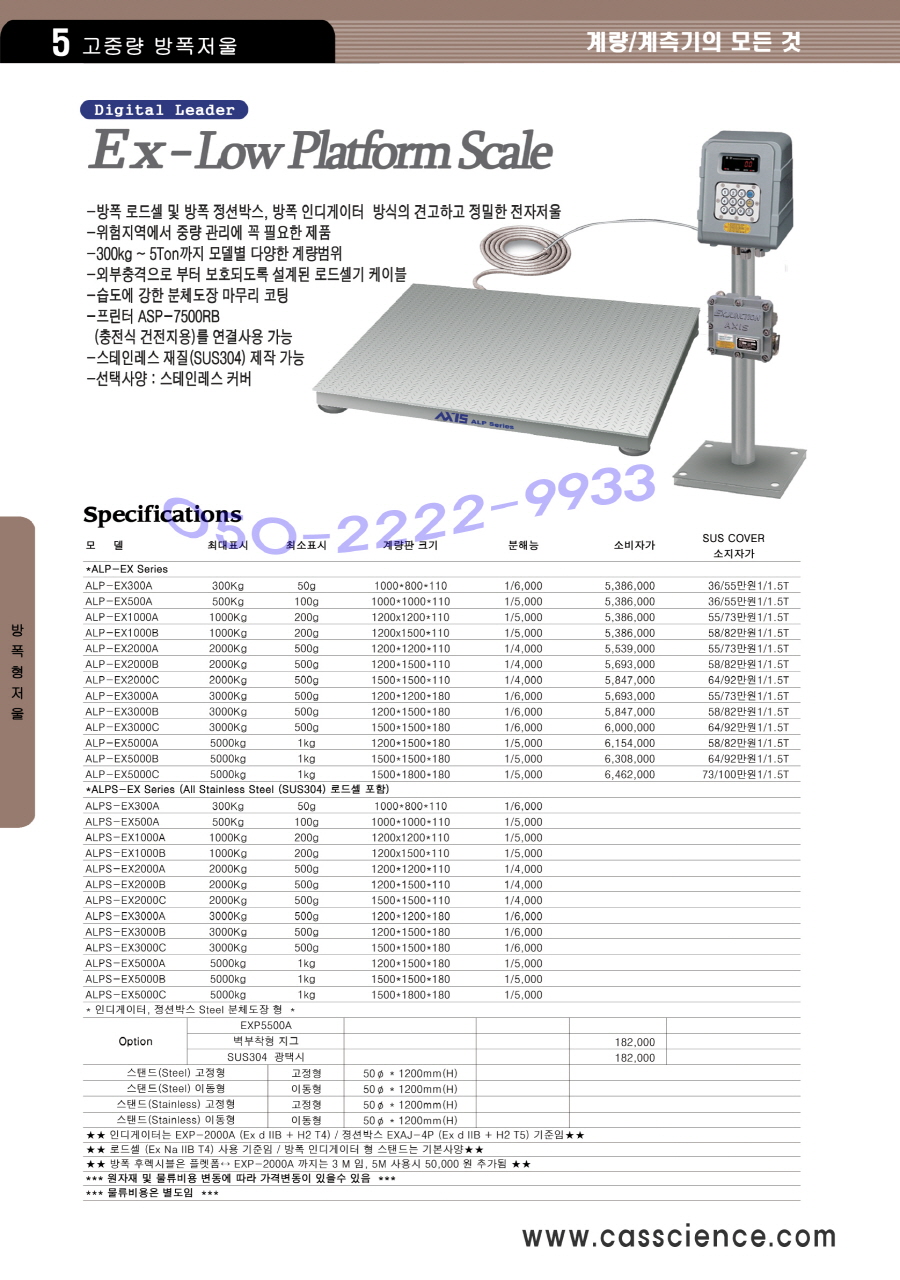 5 고중량 방폭저울
계량/계측기의 모든 것
Digital Leader
Ex-Low Platform Scale
-방폭 로드셀 및 방폭 정션박스, 방폭 인디게이터 방식의 견고하고 정밀한 전자저울
-위험지역에서 중량 관리에 꼭 필요한 제품
-300kg ~ 5Ton까지 모델별 다양한 계량범위
-외부충격으로 부터 보호되도록 설계된 로드셀기 케이블
-습도에 강한 분체도장 마무리 코팅
-프린터 ASP-7500RB
(충전식 건전지용)를 연결사용 가능
-스테인레스 재질(SUS304) 제작 가능
-선택사양 : 스테인레스 커버
EXJUNCTION
AXIS
AXIS ALP Series
050-2222-9933
Specifications
모 델 최대표시 최소표시 계량판 크기 분해능 소비자가 SUS COVER 소지자가
*ALP-EX Series
ALP-EX300A 300Kg 50g 1000*800*110 1/6,000 5,386,000 36/55만원1/1.5T
ALP-EX500A 500Kg 100g 1000*1000*110 1/5,000 5,386,000 36/55만원1/1.5T
ALP-EX1000A 1000Kg 200g 1200x1200*110 1/5,000 5,386,000 55/73만원1/1.5T
ALP-EX1000B 1000Kg 200g 1200x1500*110 1/5,000 5,386,000 58/82만원1/1.5T
ALP-EX2000A 2000Kg 500g 1200*1200*110 1/4,000 5,539,000 55/73만원1/1.5T
ALP-EX2000B 2000Kg 500g 1200*1500*110 1/4,000 5,693,000 58/82만원1/1.5T
ALP-EX2000C 2000Kg 500g 1500*1500*110 1/4,000 5,847,000 64/92만원1/1.5T
ALP-EX3000A 3000Kg 500g 1200*1200*180 1/6,000 5,693,000 55/73만원1/1.5T
ALP-EX3000B 3000Kg 500g 1200*1500*180 1/6,000 5,847,000 58/82만원1/1.5T
ALP-EX3000C 3000Kg 500g 1500*1500*180 1/6,000 6,000,000 64/92만원1/1.5T
ALP-EX5000A 5000kg 1kg 1200*1500*180 1/5,000 6,154,000 58/82만원1/1.5T
ALP-EX5000B 5000kg 1kg 1500*1500*180 1/5,000 6,308,000 64/92만원1/1.5T
ALP-EX5000C 5000kg 1kg 1500*1800*180 1/5,000 6,462,000 73/100만원1/1.5T
*ALPS-EX Series (All Stainless Steel (SUS304) 로드셀 포함)
ALPS-EX300A 300Kg 50g 1000*800*110 1/6,000
ALPS-EX500A 500Kg 100g 1000*1000*110 1/5,000
ALPS-EX1000A 1000Kg 200g 1200x1200*110 1/5,000
ALPS-EX1000B 1000Kg 200g 1200x1500*110 1/5,000
ALPS-EX2000A 2000Kg 500g 1200*1200*110 1/4,000
ALPS-EX2000B 2000Kg 500g 1200*1500*110 1/4,000
ALPS-EX2000C 2000Kg 500g 1500*1500*110 1/4,000
ALPS-EX3000A 3000Kg 500g 1200*1200*180 1/6,000
ALPS-EX3000B 3000Kg 500g 1200*1500*180 1/6,000
ALPS-EX3000C 3000Kg 500g 1500*1500*180 1/6,000
ALPS-EX5000A 5000kg 1kg 1200*1500*180 1/5,000
ALPS-EX5000B 5000kg 1kg 1500*1500*180 1/5,000
ALPS-EX5000C 5000kg 1kg 1500*1800*180 1/5,000
* 인디게이터, 정션박스 Steel 분체도장 형 *
EXP5500A
Option 벽부착형 지그 182,000
SUS304 광택시 182,000
스탠드(Steel) 고정형 고정형 50ϕ * 1200mm(H)
스탠드(Steel) 이동형 이동형 50ϕ * 1200mm(H)
스탠드(Stainless) 고정형 고정형 50ϕ * 1200mm(H)
스탠드(Stainless) 이동형 이동형 50ϕ * 1200mm(H)
★★ 인디게이터는 EXP-2000A (Ex d IIB + H2 T4) / 정션박스 EXAJ-4P (Ex d IIB + H2 T5) 기준임★★
★★ 로드셀 (Ex Na IIB T4) 사용 기준임 / 방폭 인디게이터 형 스탠드는 기본사양★★
★★ 방폭 후렉시블은 플렛폼↔ EXP-2000A 까지는 3 M 임, 5M 사용시 50,000 원 추가됨 ★★
*** 원자재 및 물류비용 변동에 따라 가격변동이 있을수 있음 ***
*** 물류비용은 별도임 ***
방폭형저울
www.casscience.com